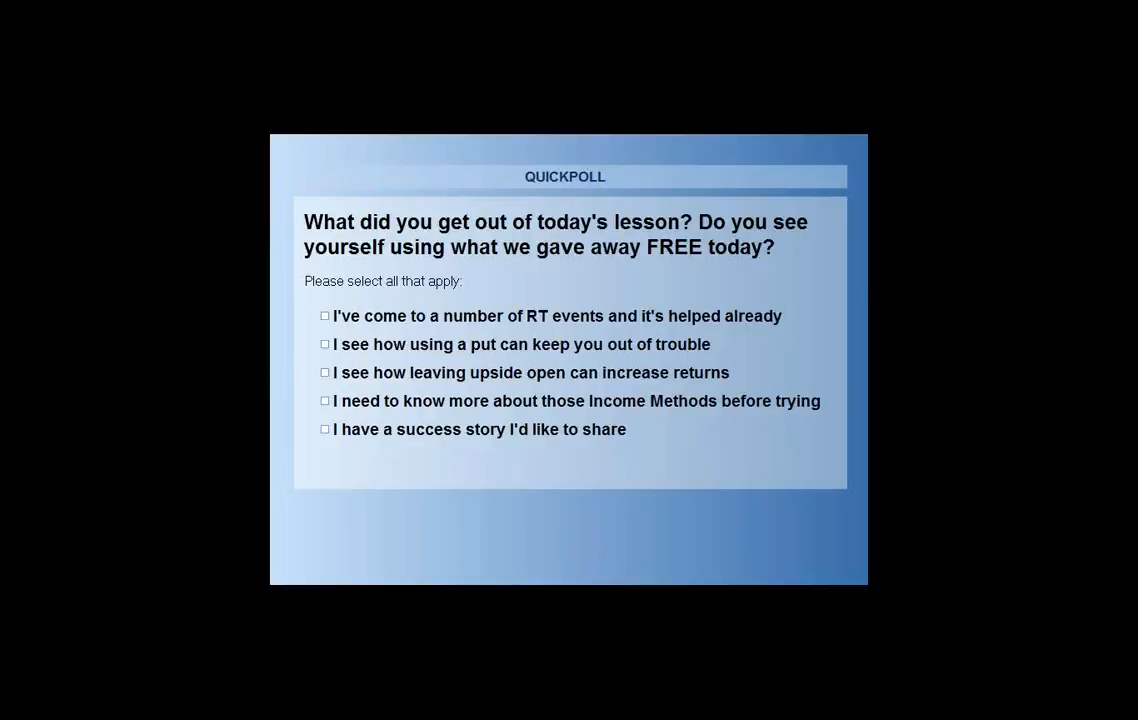 QUICKPOLL
What did you get out of today's lesson? Do you see
yourself using what we gave away FREE today?
Please select all that apply:
I've come to a number of RT events and it's helped already
I see how using a put can keep you out of trouble
I see how leaving upside open can increase returns
I need to know more about those Income Methods before trying
I have a success story I'd like to share